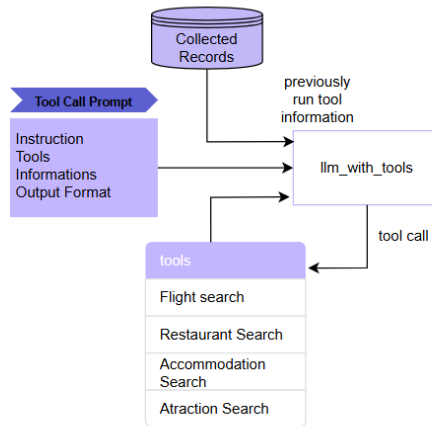 Collected
Records
previously
run tool
information
Tool Call Prompt
Instruction
Tools
Informations
Output Format
llm_with_tools
tool call
tools
Flight search
Restaurant Search
Accommodation
Search
Atraction Search